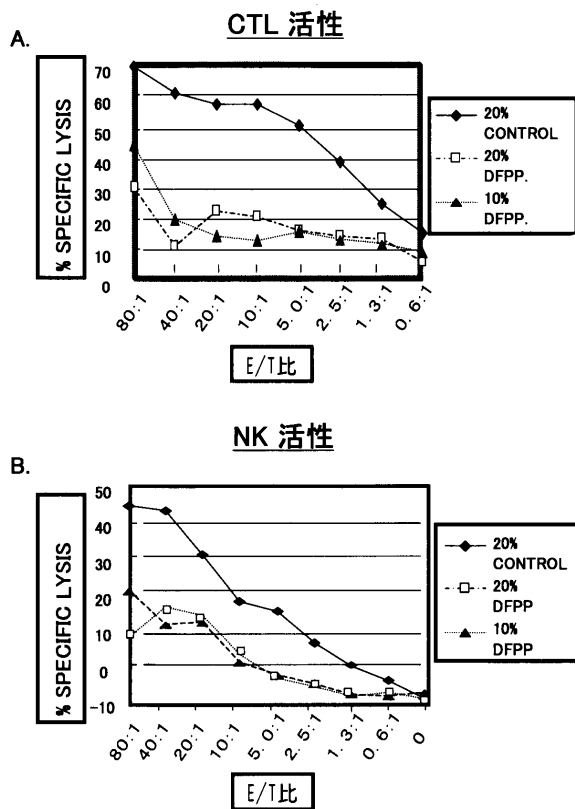 CTL 活性
A.
% SPECIFIC LYSIS
70
60
50
40
30
20
10
0
80:1
40:1
20:1
10:1
5.0:1
2.5:1
1.3:1
0.6:1
E/T比
20%
CONTROL
20%
DFPP.
10%
DFPP.
NK 活性
B.
% SPECIFIC LYSIS
50
40
30
20
10
0
-10
80:1
40:1
20:1
10:1
5.0:1
2.5:1
1.3:1
0.6:1
0
E/T比
20%
CONTROL
20%
DFPP
10%
DFPP